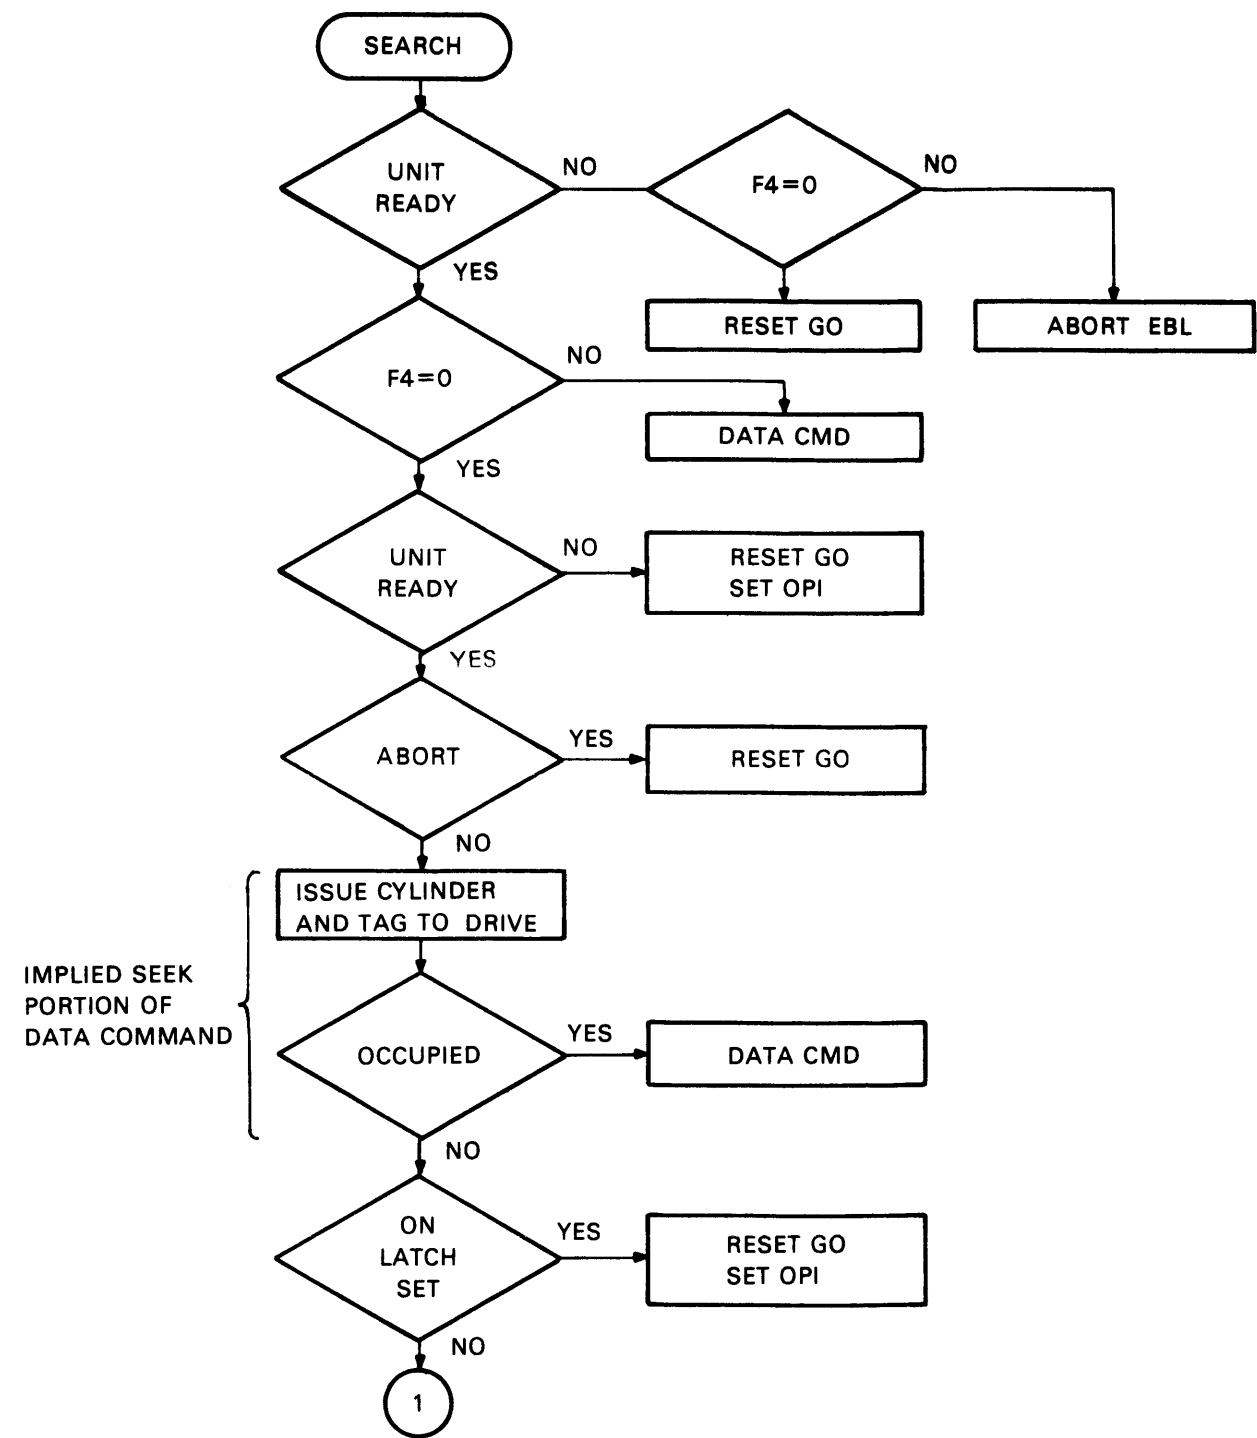 SEARCH
UNIT
READY
NO
F4=0
NO
YES
RESET GO
ABORT EBL
F4=0
NO
DATA CMD
YES
UNIT
READY
NO
RESET GO
SET OPI
YES
ABORT
YES
RESET GO
NO
ISSUE CYLINDER
AND TAG TO DRIVE
IMPLIED SEEK
PORTION OF
DATA COMMAND
OCCUPIED
YES
DATA CMD
NO
ON
LATCH
SET
YES
RESET GO
SET OPI
NO
1